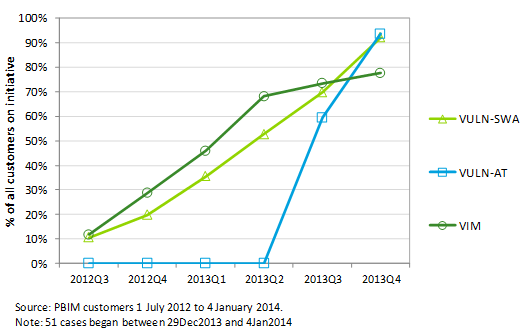 100%
90%
80%
70%
60%
50%
40%
30%
20%
10%
0%
% of all customers on initiative
2012Q3 2012Q4 2013Q1 2013Q2 2013Q3 2013Q4
VULN-SWA
VULN-AT
VIM
Source: PBIM customers 1 July 2012 to 4 January 2014.
Note: 51 cases began between 29Dec2013 and 4Jan2014